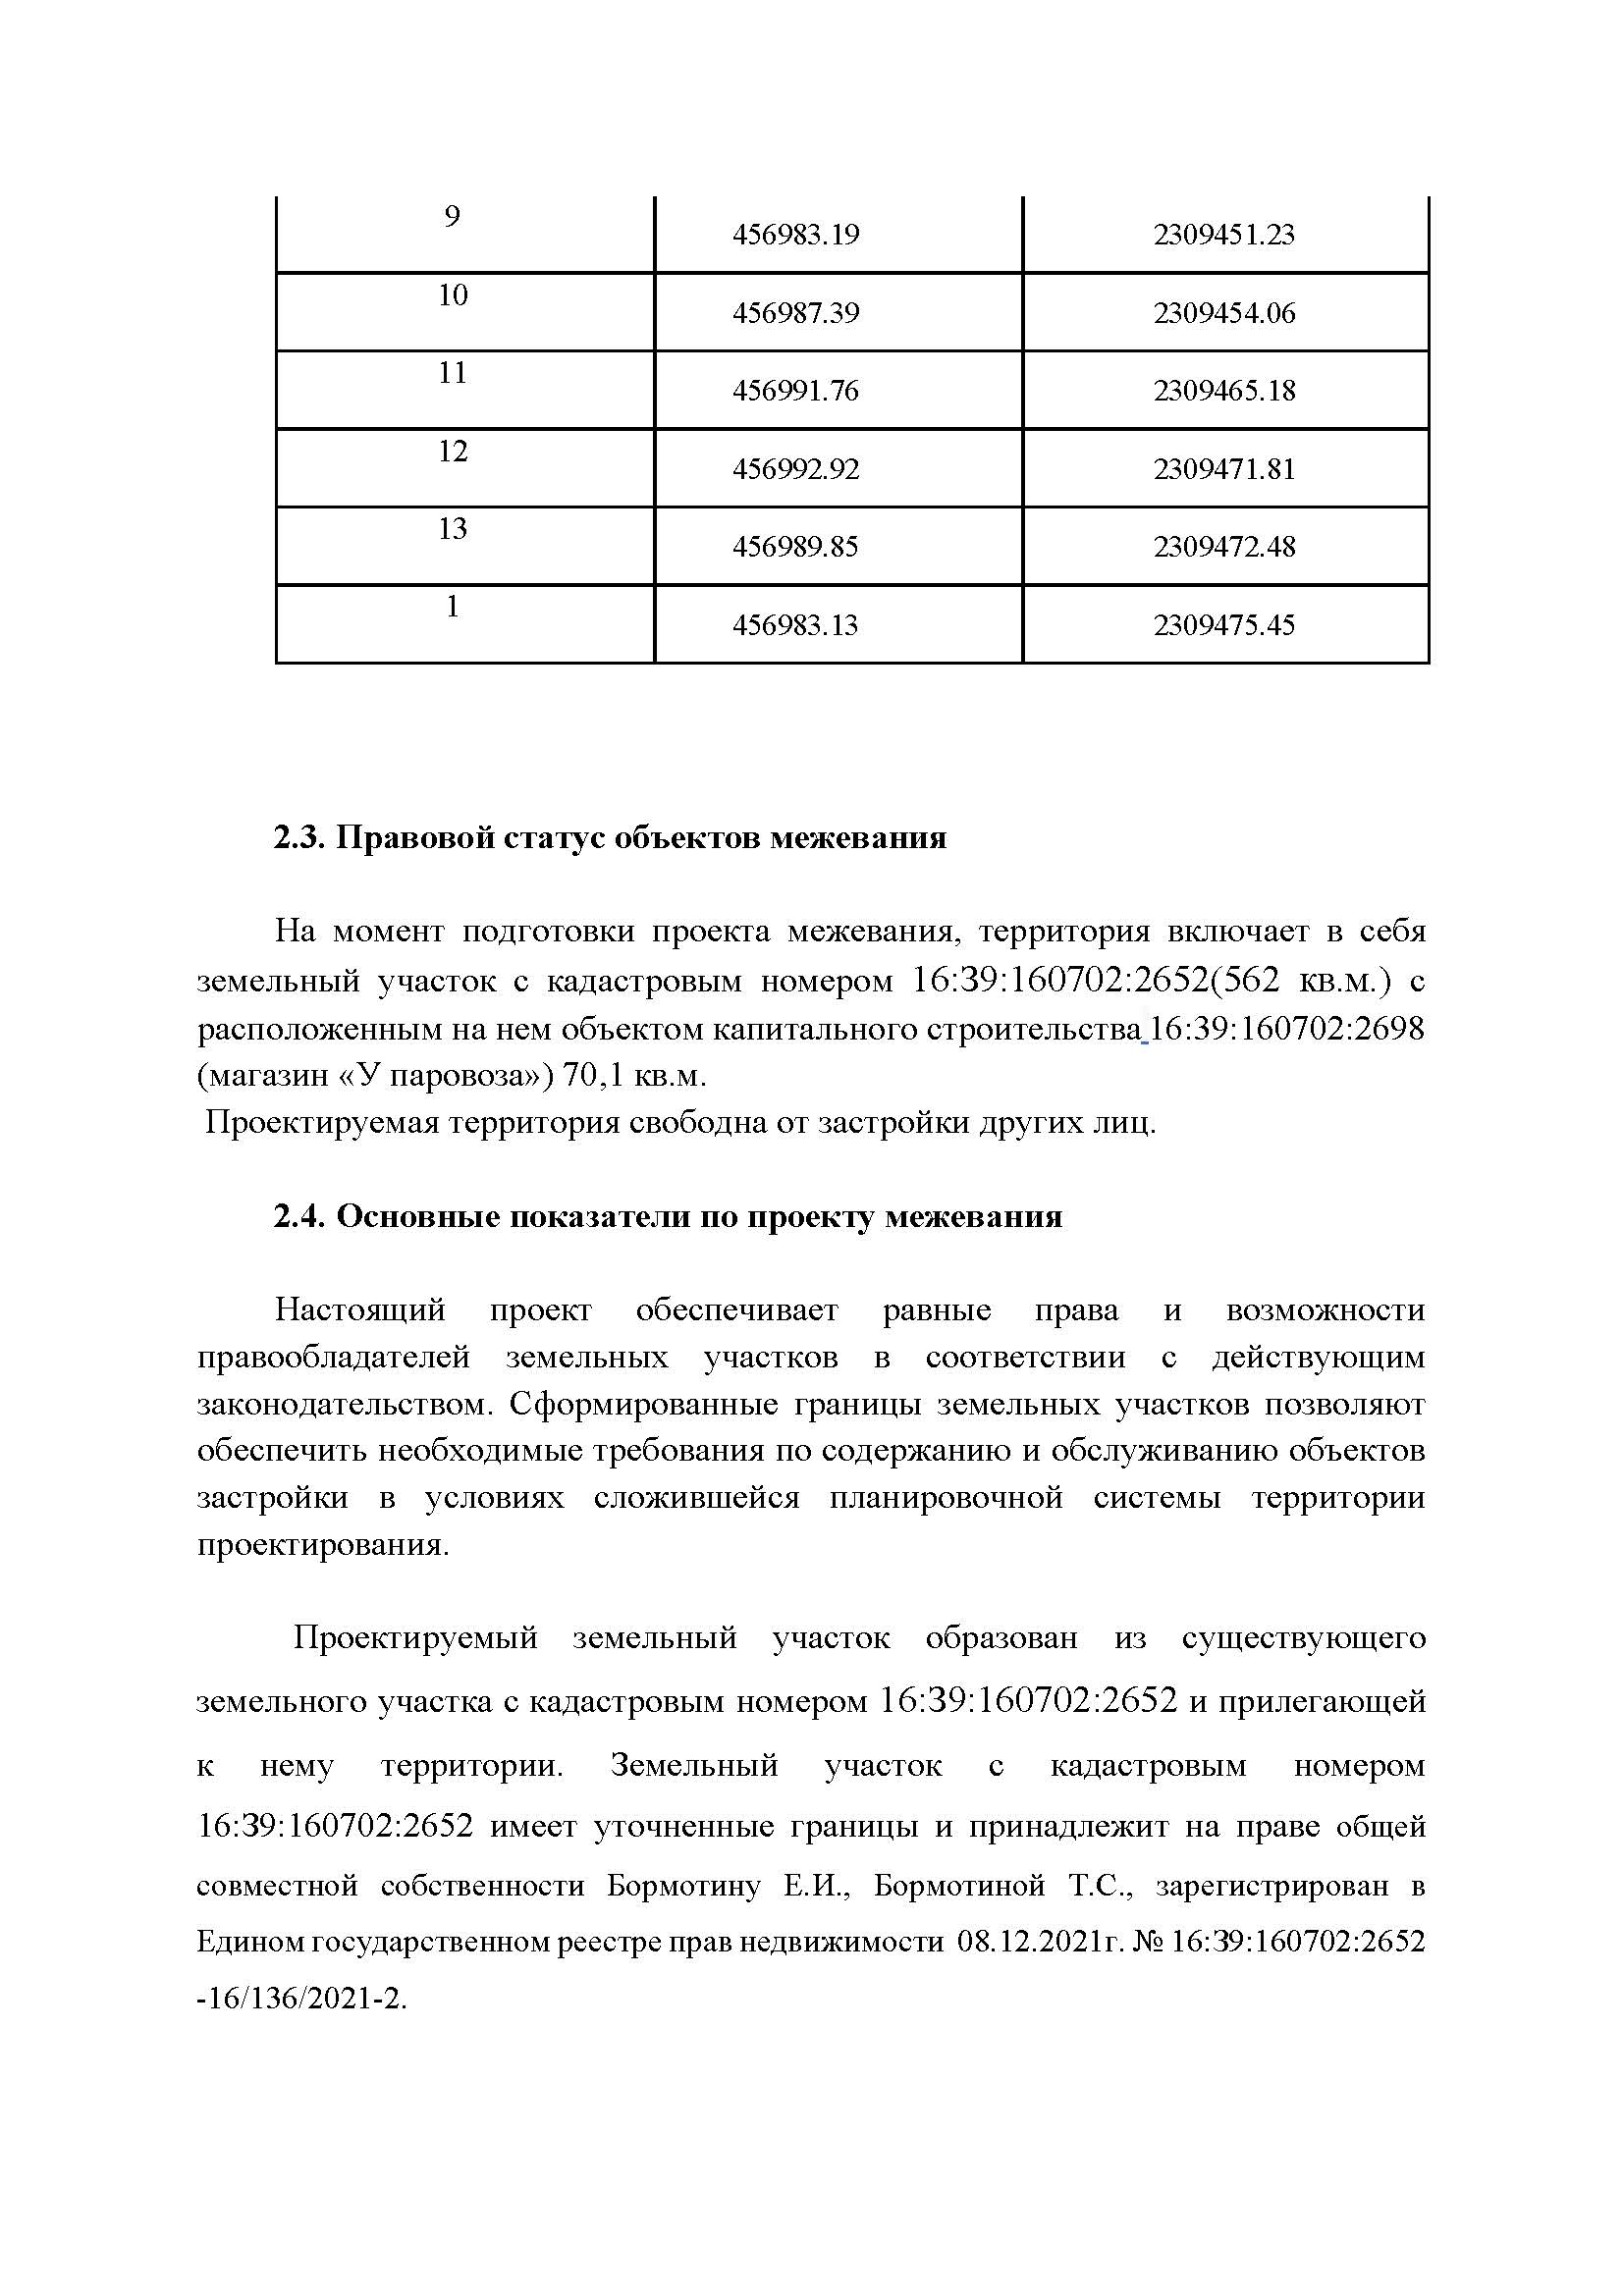 9 456983.19 2309451.23
10 456987.39 2309454.06
11 456991.76 2309465.18
12 456992.92 2309471.81
13 456989.85 2309472.48
1 456983.13 2309475.45
2.3. Правовой статус объектов межевания
На момент подготовки проекта межевания, территория включает в себя
земельный участок с кадастровым номером 16:39:160702:2652(562 кв.м.) с
расположенным на нем объектом капитального строительства 16:39:160702:2698
(магазин «У паровоза») 70,1 кв.м.
Проектируемая территория свободна от застройки других лиц.
2.4. Основные показатели по проекту межевания
Настоящий проект обеспечивает равные права и возможности
правообладателей земельных участков в соответствии с действующим
законодательством. Сформированные границы земельных участков позволяют
обеспечить необходимые требования по содержанию и обслуживанию объектов
застройки в условиях сложившейся планировочной системы территории
проектирования.
Проектируемый земельный участок образован из существующего
земельного участка с кадастровым номером 16:39:160702:2652 и прилегающей
к нему территории. Земельный участок с кадастровым номером
16:39:160702:2652 имеет уточненные границы и принадлежит на праве общей
совместной собственности Бормотину Е.И., Бормотиной Т.С., зарегистрирован в
Едином государственном реестре прав недвижимости 08.12.2021г. № 16:39:160702:2652
-16/136/2021-2.